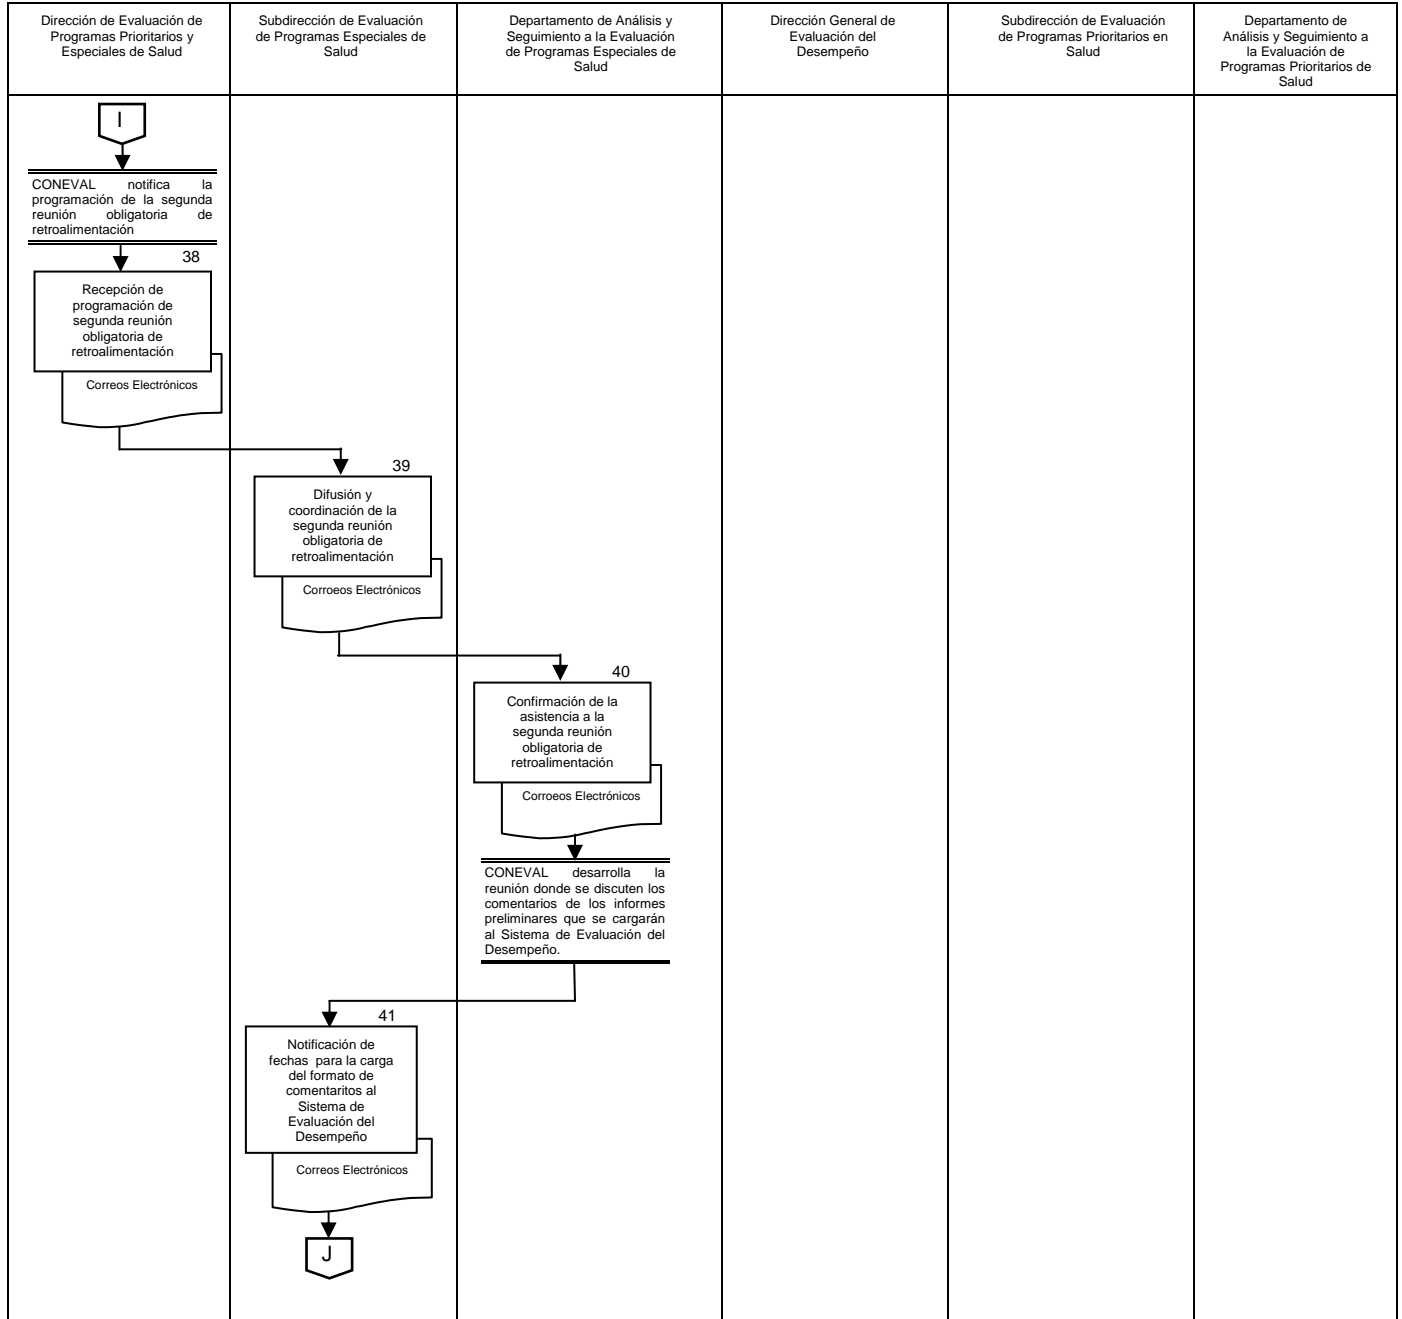 Dirección de Evaluación de
Programas Prioritarios y
Especiales de Salud
Subdirección de Evaluación
de Programas Especiales de
Salud
Departamento de Análisis y
Seguimiento a la Evaluación
de Programas Especiales de
Salud
Dirección General de
Evaluación del
Desempeño
Subdirección de Evaluación
de Programas Prioritarios en
Salud
Departamento de
Análisis y Seguimiento a
la Evaluación de
Programas Prioritarios de
Salud
I
CONEVAL notifica la
programación de la segunda
reunión obligatoria de
retroalimentación
38
Recepción de
programación de
segunda reunión
obligatoria de
retroalimentación
Correos Electrónicos
39
Difusión y
coordinación de la
segunda reunión
obligatoria de
retroalimentación
Corroeos Electrónicos
40
Confirmación de la
asistencia a la
segunda reunión
obligatoria de
retroalimentación
Corroeos Electrónicos
CONEVAL desarrolla la
reunión donde se discuten los
comentarios de los informes
preliminares que se cargarán
al Sistema de Evaluación del
Desempeño.
41
Notificación de
fechas para la carga
del formato de
comentaritos al
Sistema de
Evaluación del
Desempeño
Correos Electrónicos
J